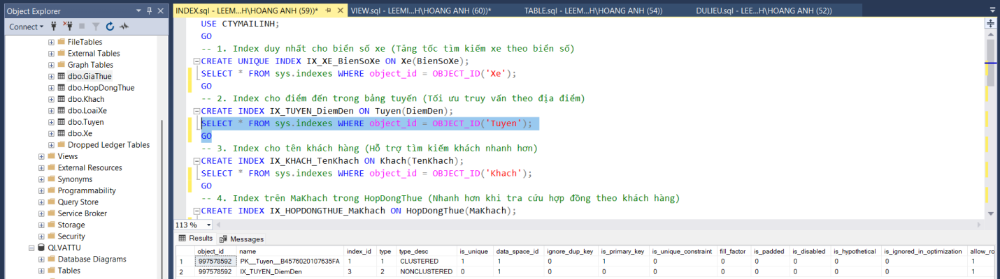 Object Explorer
Connect
FileTables
External Tables
Graph Tables
dbo.GiaThue
dbo.HopDongThue
dbo.Khach
dbo.LoaiXe
dbo.Tuyen
dbo.Xe
Dropped Ledger Tables
Views
External Resources
Synonyms
Programmability
Query Store
Service Broker
Storage
Security
QLVATTU
Database Diagrams
Tables
INDEX.sql - LEEM...H\HOANG ANH (59))* VIEW.sql - LEEMI...H\HOANG ANH (60))* TABLE.sql - LEEM...H\HOANG ANH (54)) DULIEU.sql - LEE...H\HOANG ANH (52))
USE CTYMAILINH;
GO
-- 1. Index duy nhất cho biển số xe (Tăng tốc tìm kiếm xe theo biển số)
CREATE UNIQUE INDEX IX_XE_BienSoXe ON Xe(BienSoXe);
SELECT * FROM sys.indexes WHERE object_id = OBJECT_ID('Xe');
GO
-- 2. Index cho điểm đến trong bảng tuyến (Tối ưu truy vấn theo địa điểm)
CREATE INDEX IX_TUYEN_DiemDen ON Tuyen(DiemDen);
SELECT * FROM sys.indexes WHERE object_id = OBJECT_ID('Tuyen');
GO
-- 3. Index cho tên khách hàng (Hỗ trợ tìm kiếm khách nhanh hơn)
CREATE INDEX IX_KHACH_TenKhach ON Khach(TenKhach);
SELECT * FROM sys.indexes WHERE object_id = OBJECT_ID('Khach');
GO
-- 4. Index trên MaKhach trong HopDongThue (Nhanh hơn khi tra cứu hợp đồng theo khách hàng)
CREATE INDEX IX_HOPDONGTHUE_MaKhach ON HopDongThue(MaKhach);
113 %
Results Messages
object_id name index_id type type_desc is_unique data_space_id ignore_dup_key is_primary_key is_unique_constraint fill_factor is_padded is_disabled is_hypothetical is_ignored_in_optimization allow_ro
1 997578592 PK__Tuyen__B4576020107635FA 1 1 CLUSTERED 1 1 0 1 0 0 0 0 0 0 1
2 997578592 IX_TUYEN_DiemDen 3 2 NONCLUSTERED 0 1 0 0 0 0 0 0 0 0 1